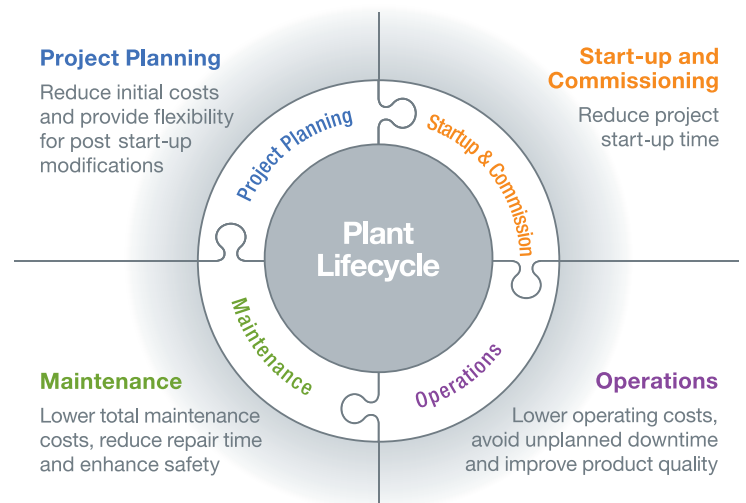 Project Planning
Reduce initial costs
and provide flexibility
for post start-up
modifications
Start-up and
Commissioning
Reduce project
start-up time
Project Planning
Startup & Commission
Plant
Lifecycle
Maintenance
Operations
Maintenance
Lower total maintenance
costs, reduce repair time
and enhance safety
Operations
Lower operating costs,
avoid unplanned downtime
and improve product quality